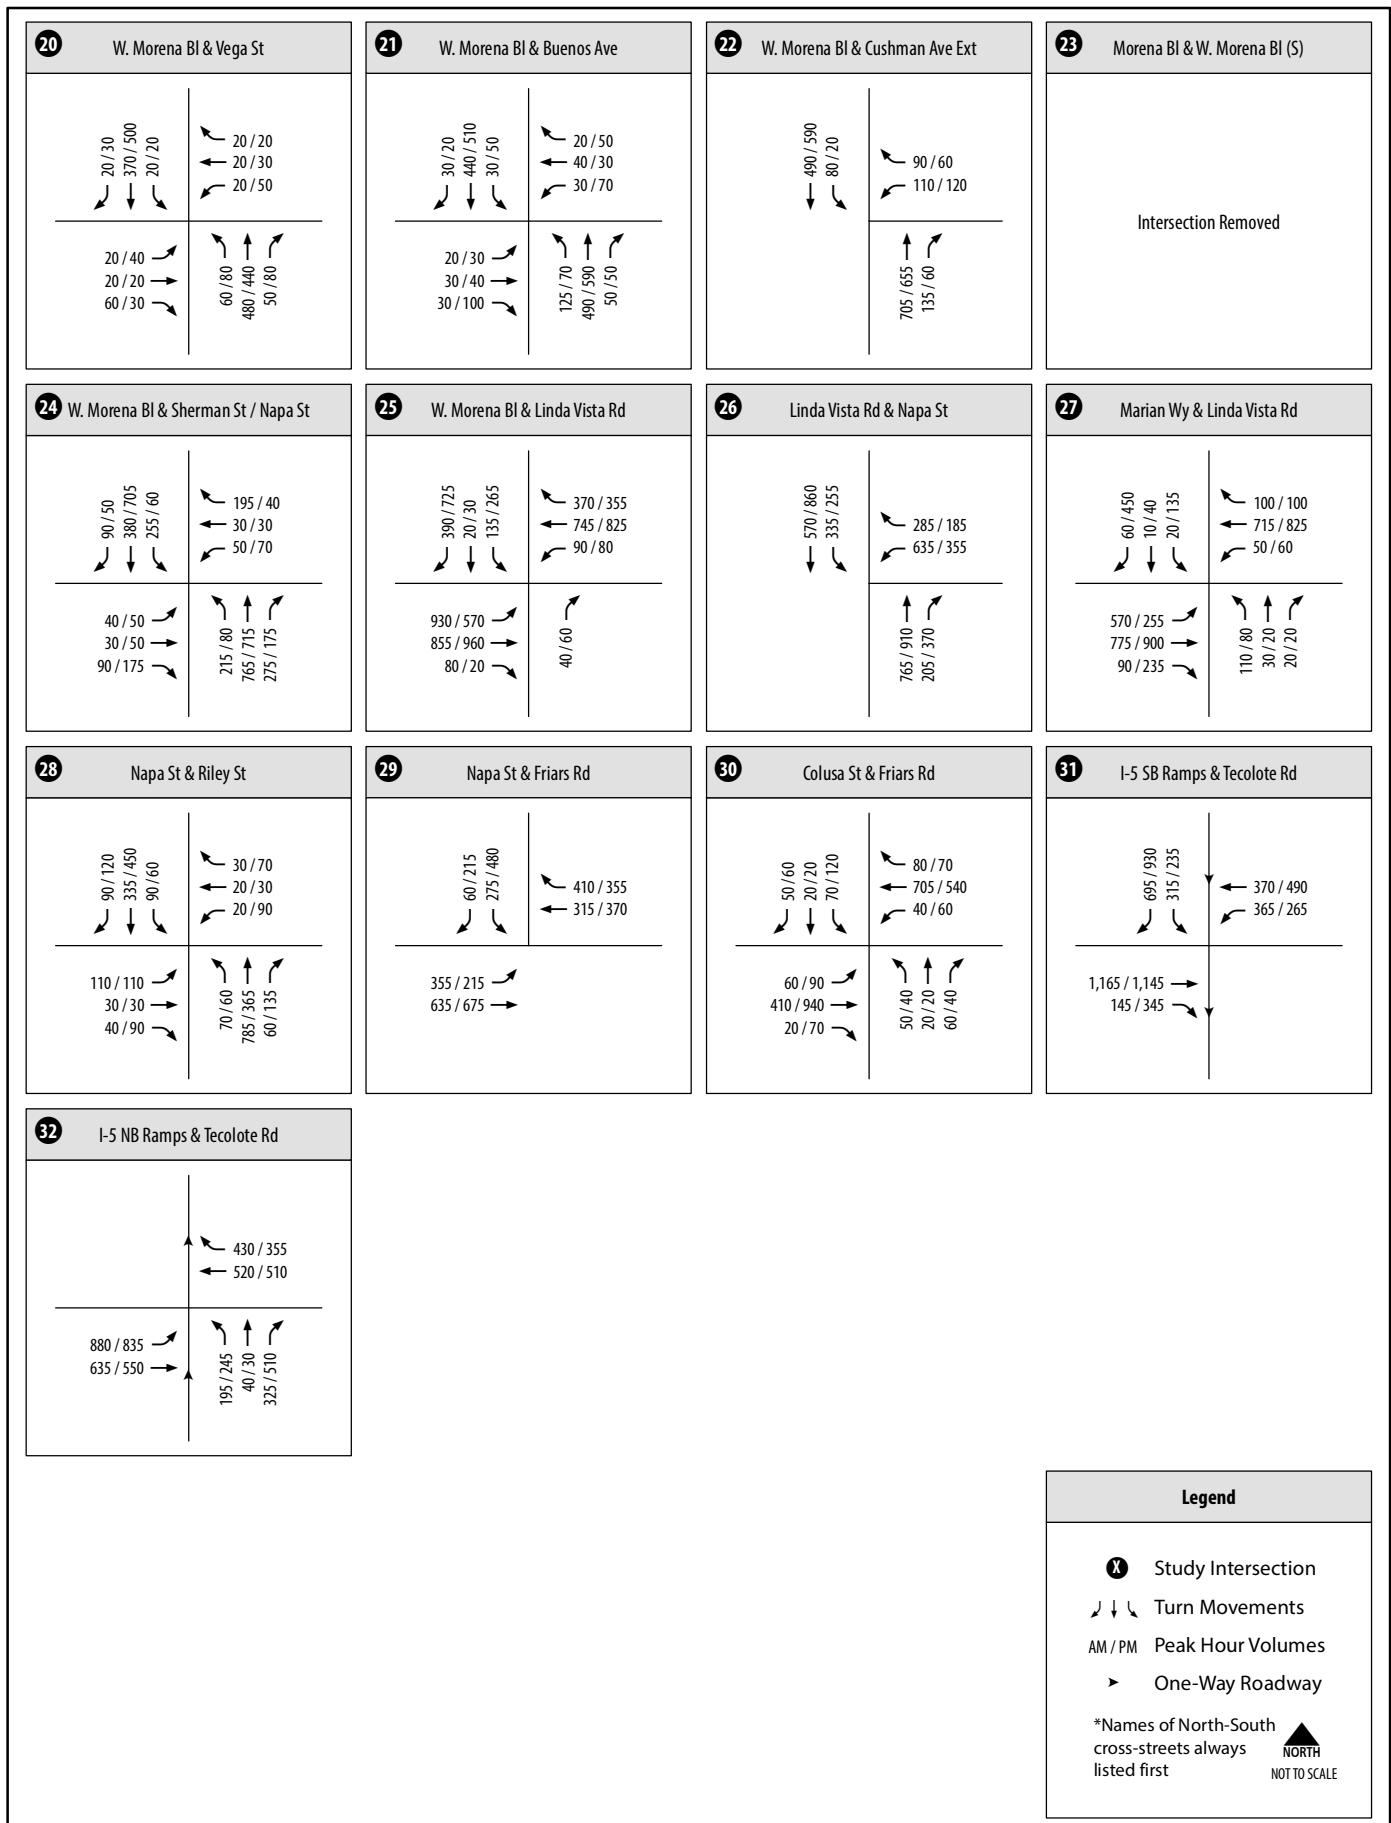 20 W. Morena Bl & Vega St
20 / 30
370 / 500
20 / 20
20 / 20
20 / 30
20 / 50
20 / 40
20 / 20
60 / 30
60 / 80
480 / 440
50 / 80
21 W. Morena Bl & Buenos Ave
30 / 20
440 / 510
30 / 50
20 / 50
40 / 30
30 / 70
20 / 30
30 / 40
30 / 100
125 / 70
490 / 590
50 / 50
22 W. Morena Bl & Cushman Ave Ext
490 / 590
80 / 20
90 / 60
110 / 120
705 / 655
135 / 60
23 Morena Bl & W. Morena Bl (S)
Intersection Removed
24 W. Morena Bl & Sherman St / Napa St
90 / 50
380 / 705
255 / 60
195 / 40
30 / 30
50 / 70
40 / 50
30 / 50
90 / 175
215 / 80
765 / 715
275 / 175
25 W. Morena Bl & Linda Vista Rd
390 / 725
20 / 30
135 / 265
370 / 355
745 / 825
90 / 80
930 / 570
855 / 960
80 / 20
40 / 60
26 Linda Vista Rd & Napa St
570 / 860
335 / 255
285 / 185
635 / 355
765 / 910
205 / 370
27 Marian Wy & Linda Vista Rd
60 / 450
10 / 40
20 / 135
100 / 100
715 / 825
50 / 60
570 / 255
775 / 900
90 / 235
110 / 80
30 / 20
20 / 20
28 Napa St & Riley St
90 / 120
335 / 450
90 / 60
30 / 70
20 / 30
20 / 90
110 / 110
30 / 30
40 / 90
70 / 60
785 / 365
60 / 135
29 Napa St & Friars Rd
60 / 215
275 / 480
410 / 355
315 / 370
355 / 215
635 / 675
30 Colusa St & Friars Rd
50 / 60
20 / 20
70 / 120
80 / 70
705 / 540
40 / 60
60 / 90
410 / 940
20 / 70
50 / 40
20 / 20
60 / 40
31 I-5 SB Ramps & Tecolote Rd
695 / 930
315 / 235
370 / 490
365 / 265
1,165 / 1,145
145 / 345
32 I-5 NB Ramps & Tecolote Rd
430 / 355
520 / 510
880 / 835
635 / 550
195 / 245
40 / 30
325 / 510
Legend
X Study Intersection
Turn Movements
AM / PM Peak Hour Volumes
One-Way Roadway
*Names of North-South
cross-streets always
listed first
NORTH
NOT TO SCALE